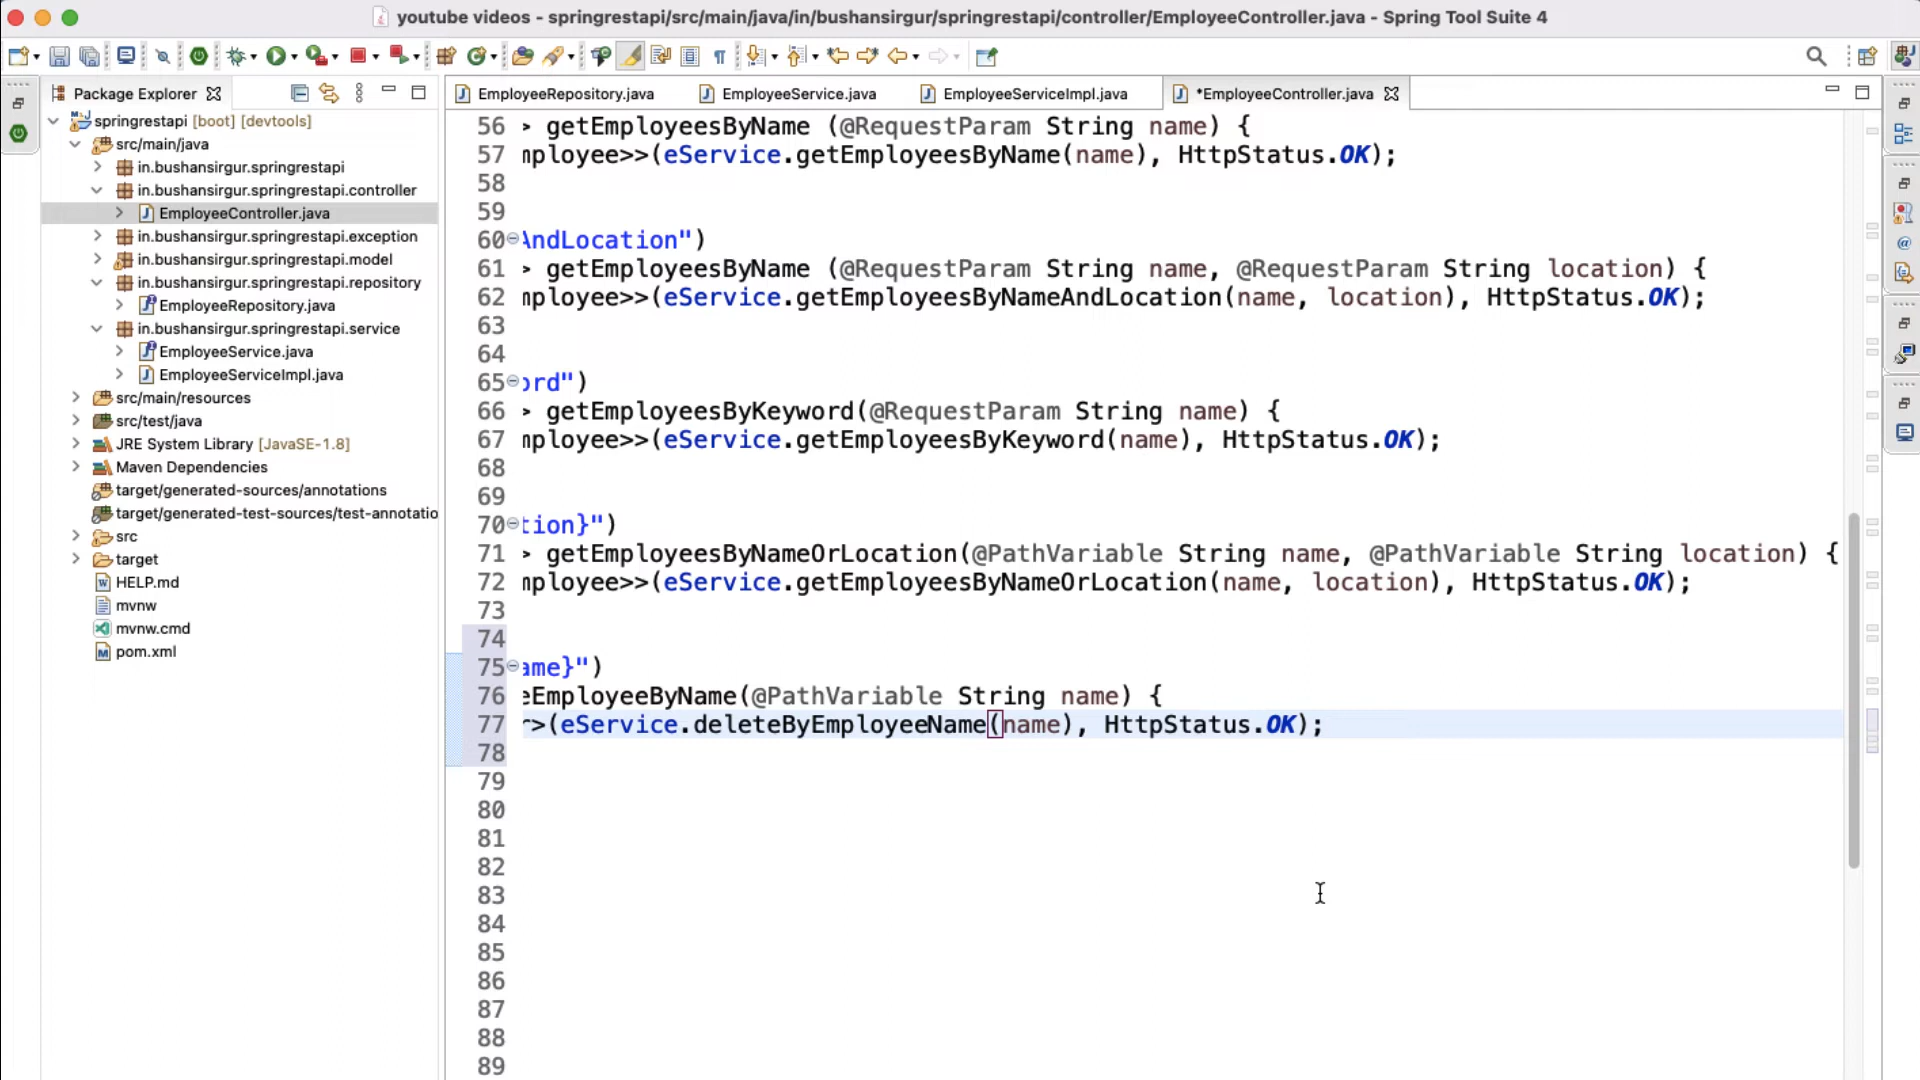 youtube videos - springrestapi/src/main/java/in/bushansirgur/springrestapi/controller/EmployeeController.java - Spring Tool Suite 4
Package Explorer
EmployeeRepository.java
EmployeeService.java
EmployeeServiceImpl.java
*EmployeeController.java
springrestapi [boot] [devtools]
src/main/java
in.bushansirgur.springrestapi
in.bushansirgur.springrestapi.controller
EmployeeController.java
in.bushansirgur.springrestapi.exception
in.bushansirgur.springrestapi.model
in.bushansirgur.springrestapi.repository
EmployeeRepository.java
in.bushansirgur.springrestapi.service
EmployeeService.java
EmployeeServiceImpl.java
src/main/resources
src/test/java
JRE System Library [JavaSE-1.8]
Maven Dependencies
target/generated-sources/annotations
target/generated-test-sources/test-annotatio
src
target
HELP.md
mvnw
mvnw.cmd
pom.xml
56 > getEmployeesByName (@RequestParam String name) {
57 mployee>>(eService.getEmployeesByName(name), HttpStatus.OK);
58
59
60 AndLocation")
61 > getEmployeesByName (@RequestParam String name, @RequestParam String location) {
62 mployee>>(eService.getEmployeesByNameAndLocation(name, location), HttpStatus.OK);
63
64
65 ord")
66 > getEmployeesByKeyword(@RequestParam String name) {
67 mployee>>(eService.getEmployeesByKeyword(name), HttpStatus.OK);
68
69
70 tion}")
71 > getEmployeesByNameOrLocation(@PathVariable String name, @PathVariable String location) {
72 mployee>>(eService.getEmployeesByNameOrLocation(name, location), HttpStatus.OK);
73
74
75 ame}")
76 eEmployeeByName(@PathVariable String name) {
77 r>(eService.deleteByEmployeeName(name), HttpStatus.OK);
78
79
80
81
82
83
84
85
86
87
88
89